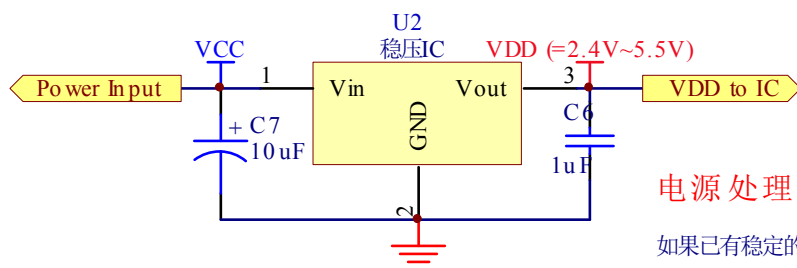 U2
稳压IC
VCC
VDD (=2.4V~5.5V)
Power Input
1
Vin
Vout
3
VDD to IC
GND
2
+ C7
10uF
C6
1uF
电源处理
如果已有稳定的